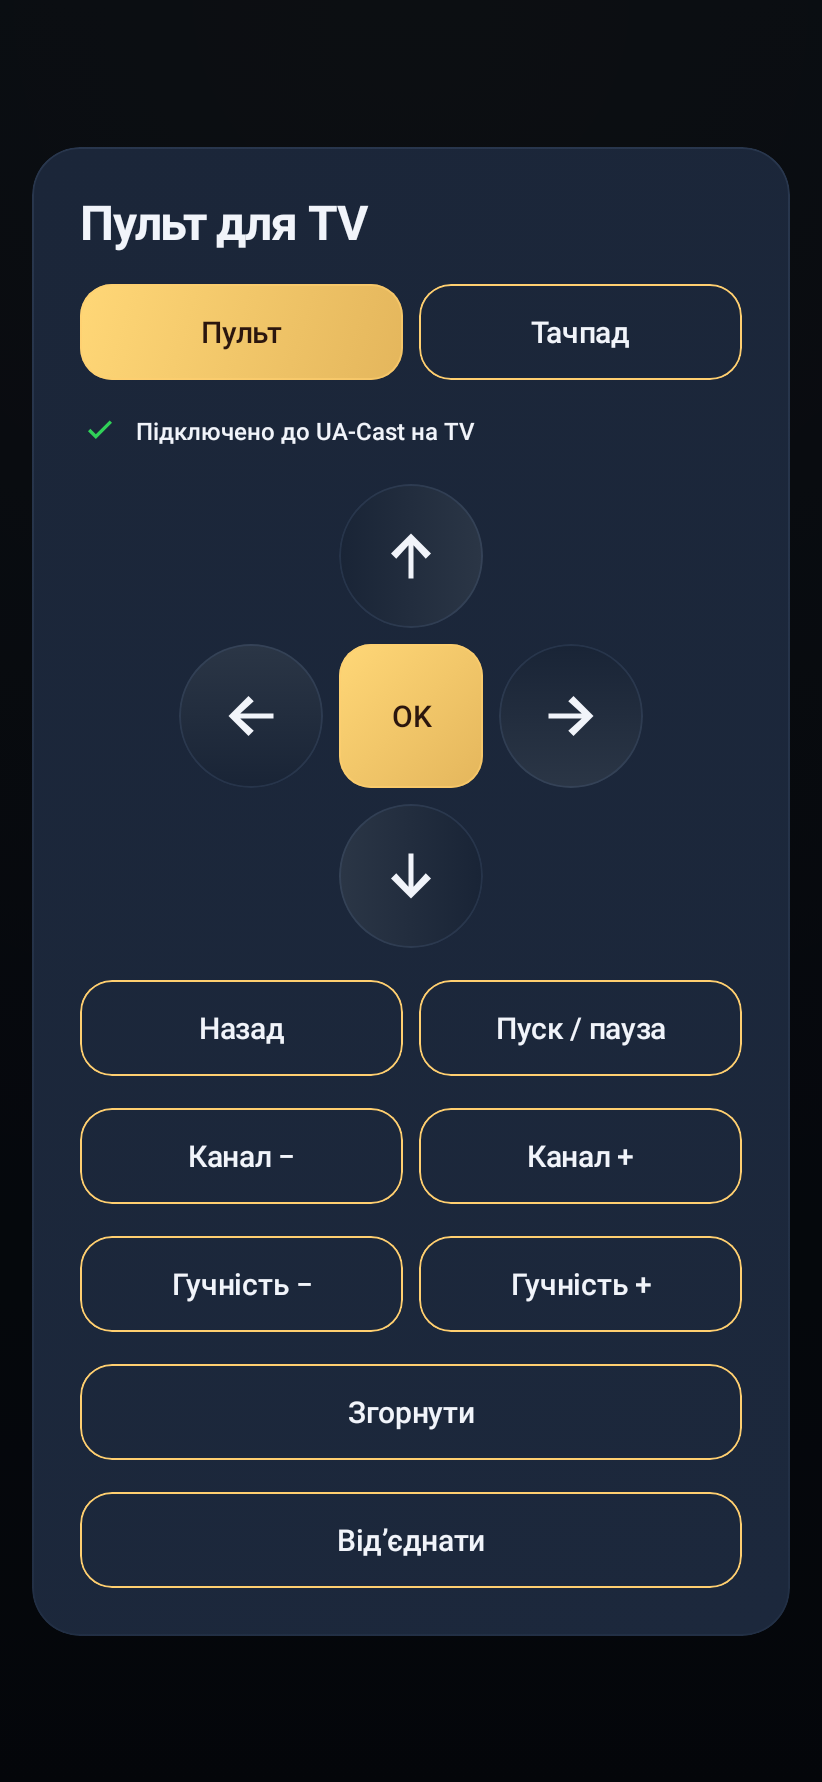 Пульт для TV
Пульт
Тачпад
Підключено до UA-Cast на TV
OK
Назад
Пуск / пауза
Канал −
Канал +
Гучність −
Гучність +
Згорнути
Від’єднати